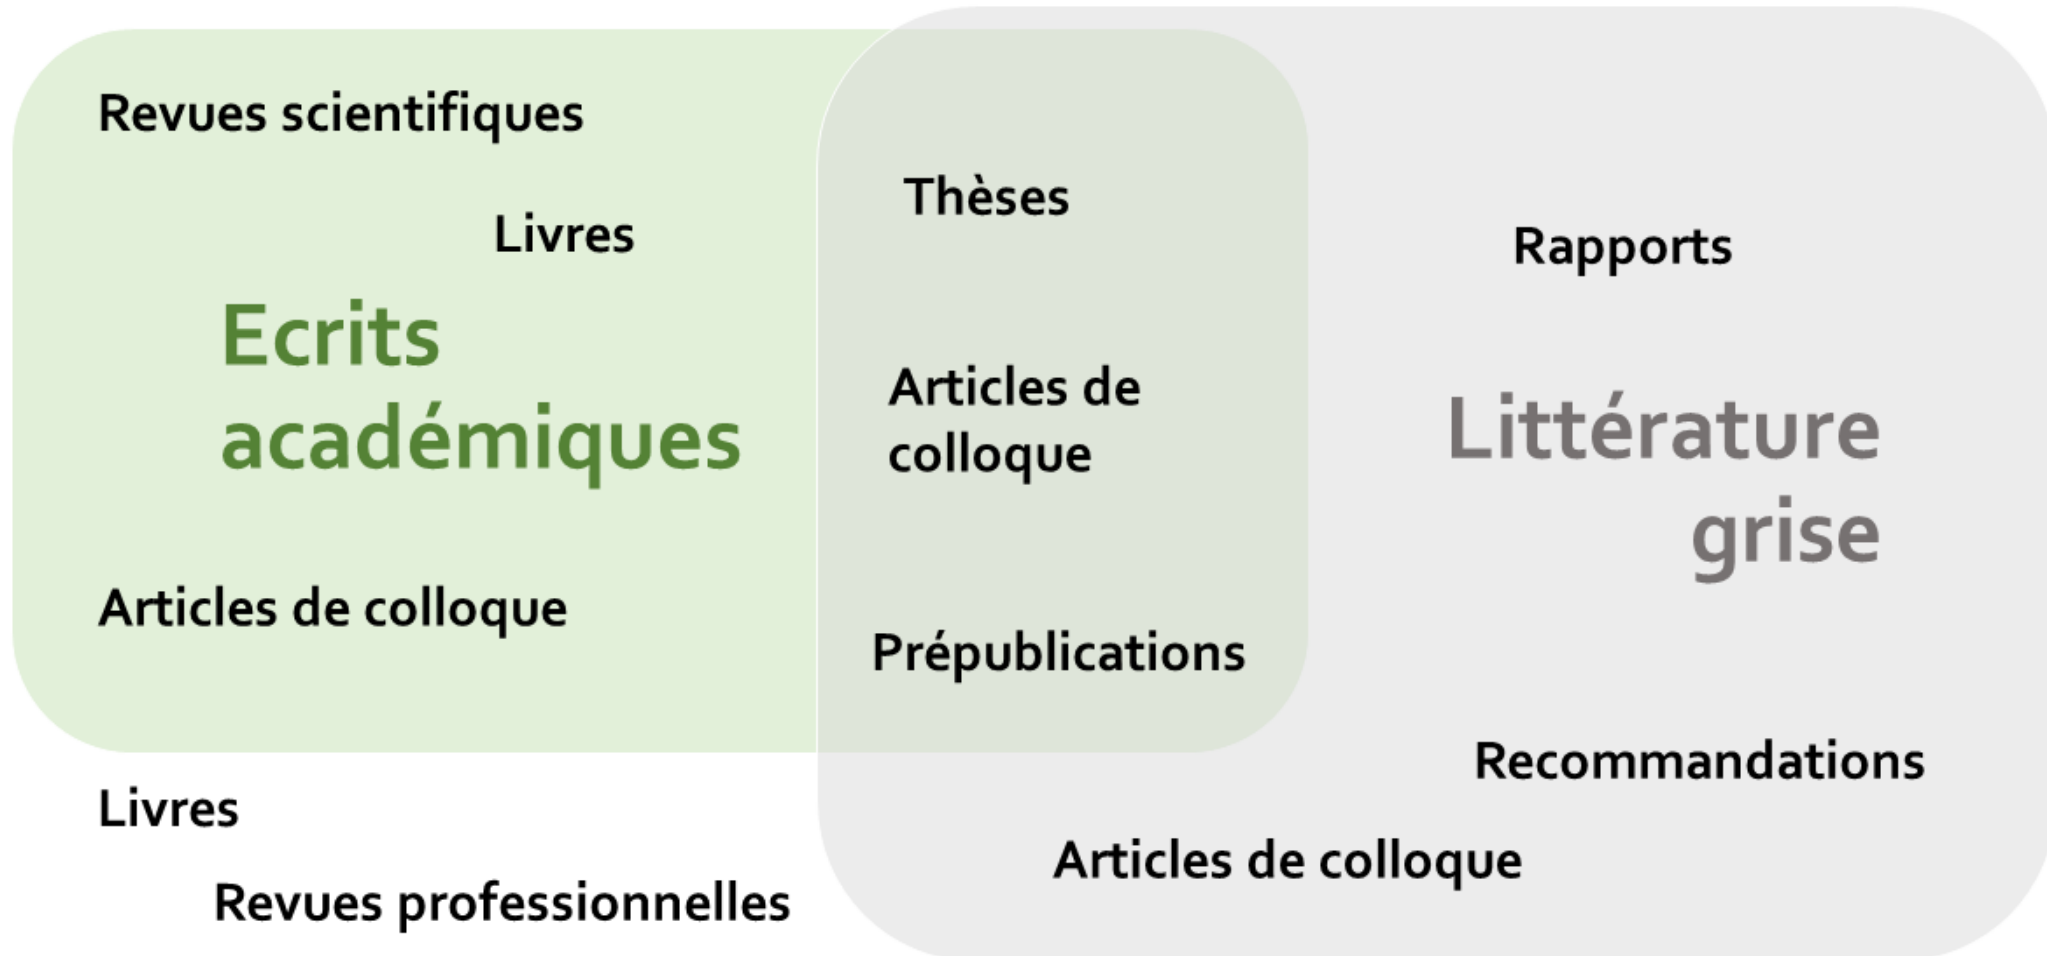 Revues scientifiques
Livres
Ecrits
académiques
Articles de colloque
Thèses
Articles de
colloque
Prépublications
Rapports
Littérature
grise
Recommandations
Articles de colloque
Livres
Revues professionnelles